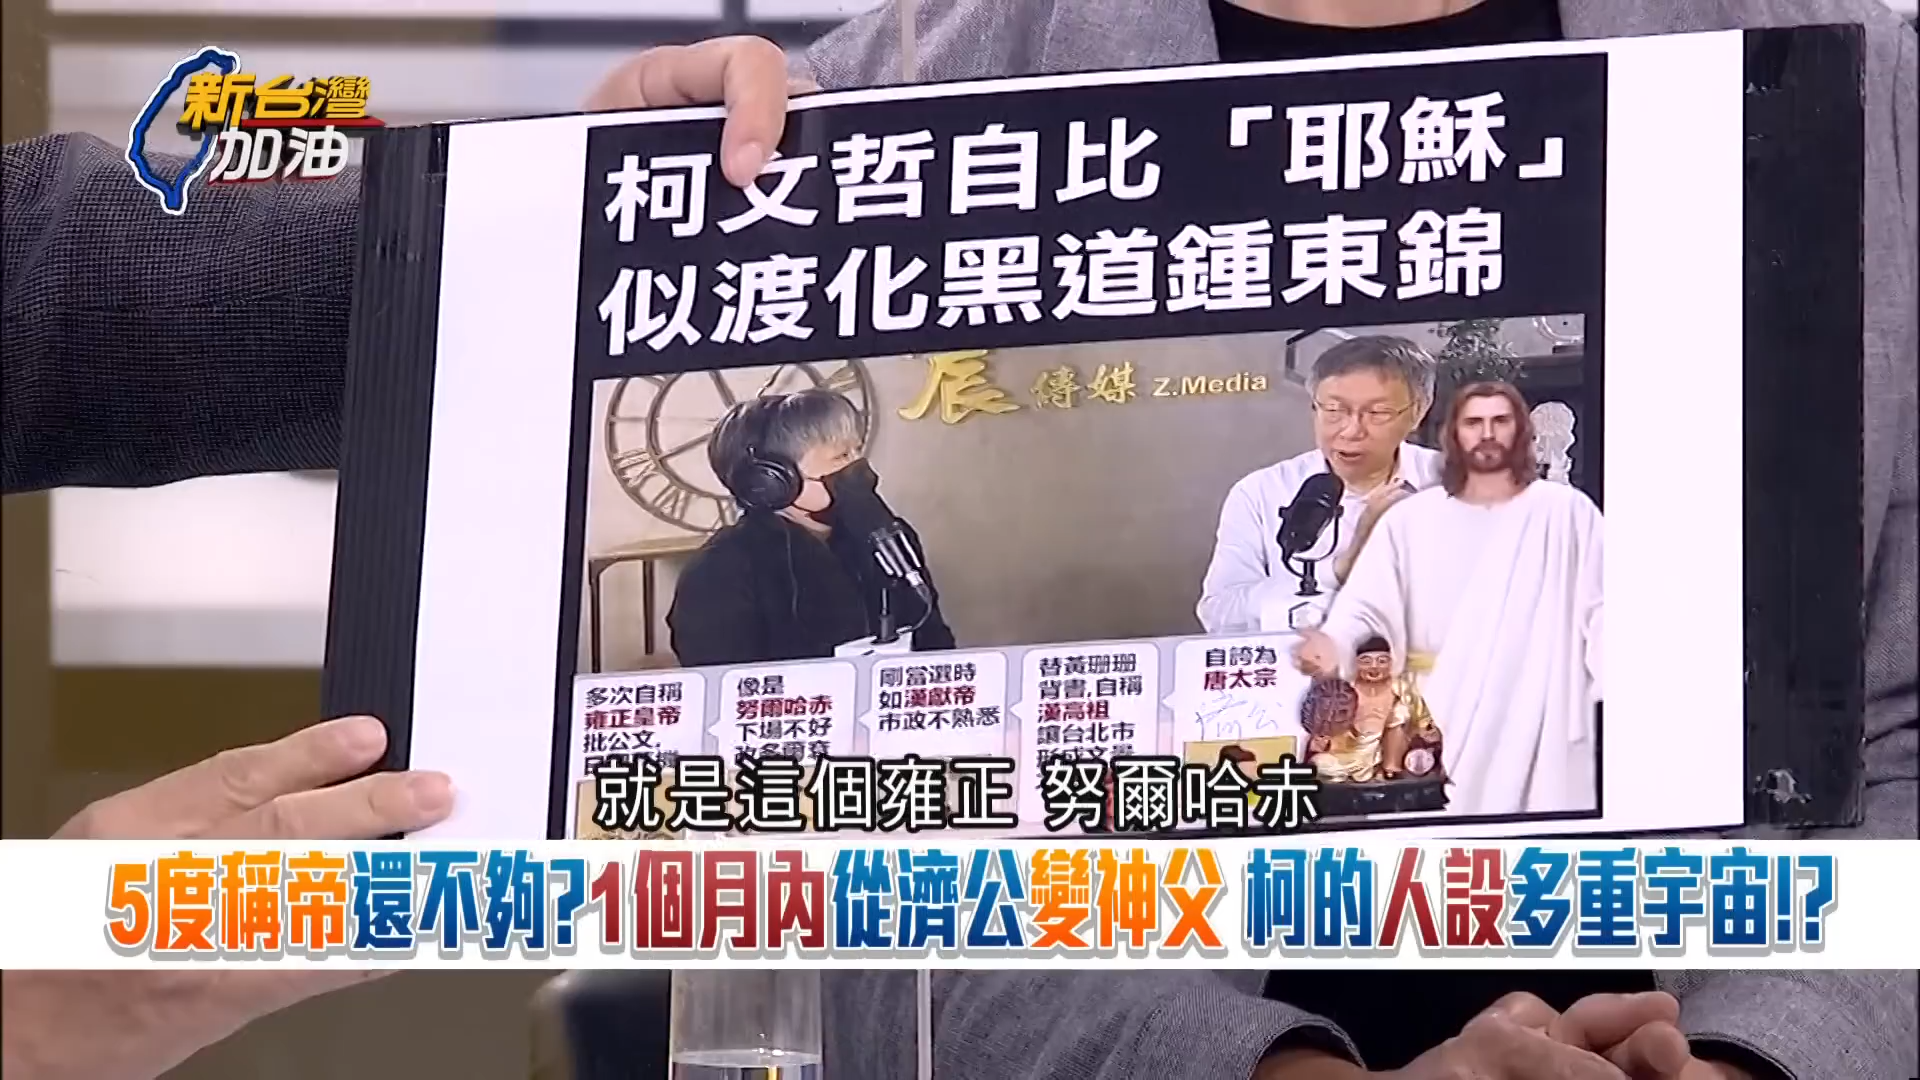 新台灣
加油
柯文哲自比「耶穌」
似渡化黑道鍾東錦
辰傳媒 Z.Media
多次自稱
雍正皇帝
批公文,
像是
努爾哈赤
下場不好
剛當選時
如漢獻帝
市政不熟悉
替黃珊珊
背書,自稱
漢高祖
讓台北市
自誇為
唐太宗
濟公
就是這個雍正 努爾哈赤
5度稱帝還不夠?1個月內從濟公變神父 柯的人設多重宇宙!?